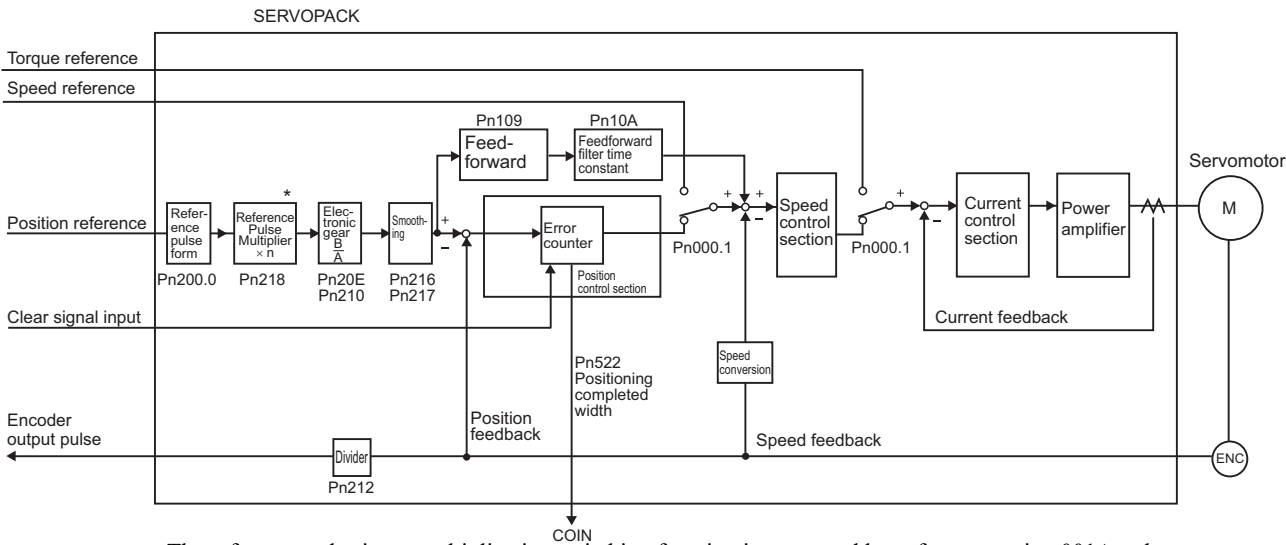 SERVOPACK
Torque reference
Speed reference
Pn109
Pn10A
Feed-
forward
Feedforward
filter time
constant
Servomotor
Position reference
Refer-
ence
pulse
form
*
Reference
Pulse
Multiplier
× n
Elec-
tronic
gear
B
A
Smooth-
ing
+
−
Error
counter
Position
control section
+
+
−
Speed
control
section
+
−
Current
control
section
Power
amplifier
M
Pn200.0
Pn218
Pn20E
Pn210
Pn216
Pn217
Pn000.1
Pn000.1
Clear signal input
Current feedback
Pn522
Positioning
completed
width
Speed
conversion
Encoder
output pulse
Position
feedback
Speed feedback
Divider
Pn212
ENC
COIN